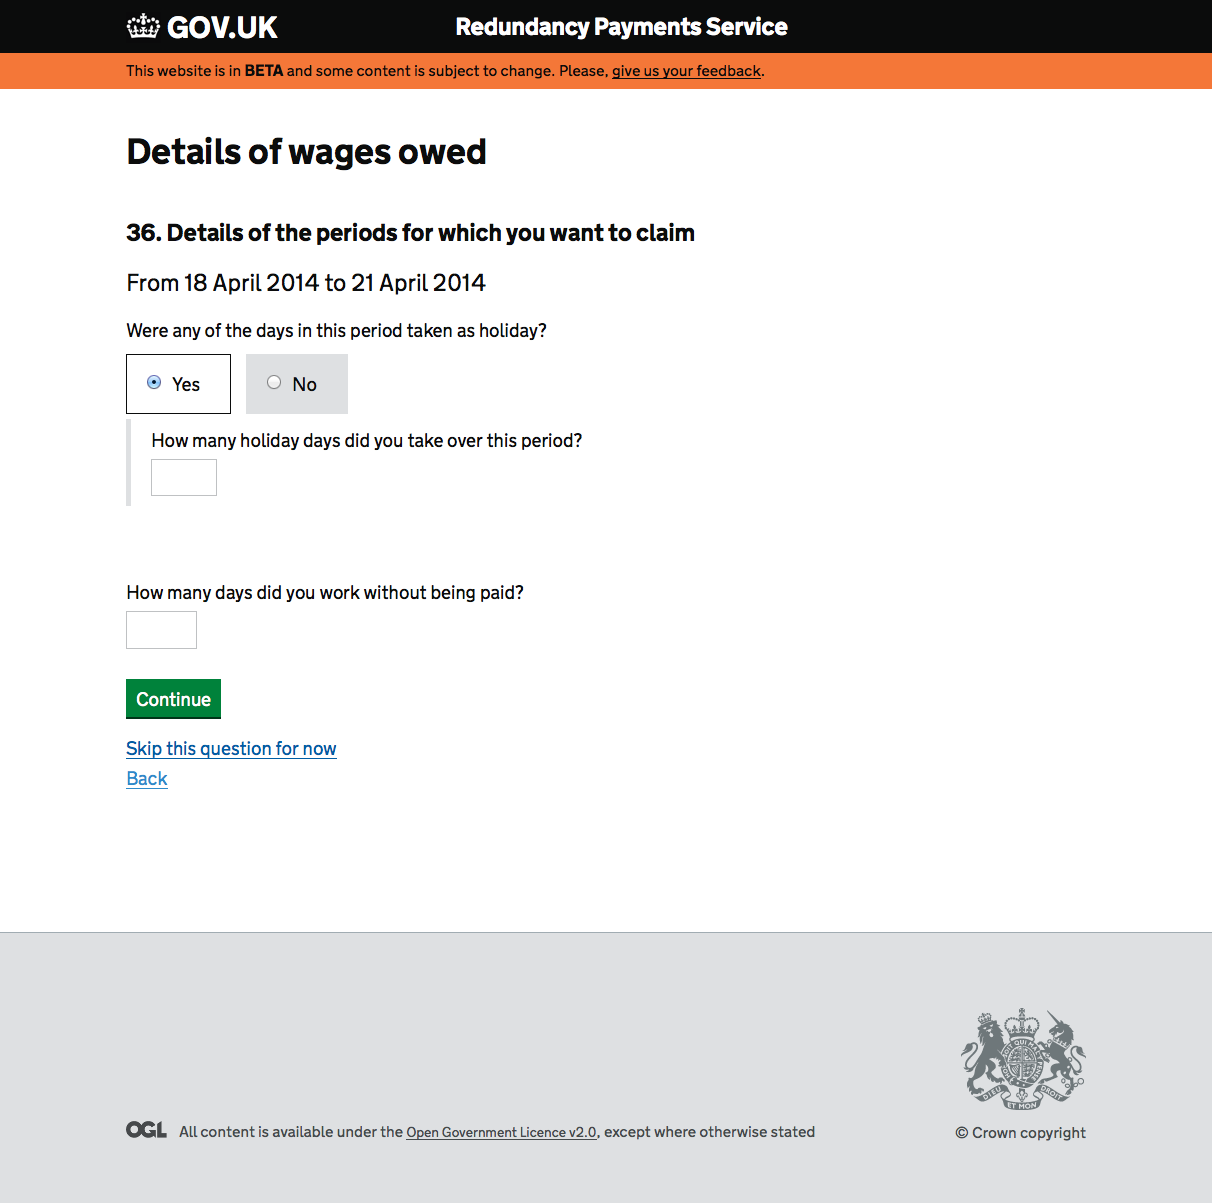 GOV.UK
Redundancy Payments Service
This website is in BETA and some content is subject to change. Please, give us your feedback.
Details of wages owed
36. Details of the periods for which you want to claim
From 18 April 2014 to 21 April 2014
Were any of the days in this period taken as holiday?
Yes
No
How many holiday days did you take over this period?
How many days did you work without being paid?
Continue
Skip this question for now
Back
DIEU ET MON DROIT
OGL
All content is available under the Open Government Licence v2.0, except where otherwise stated
© Crown copyright